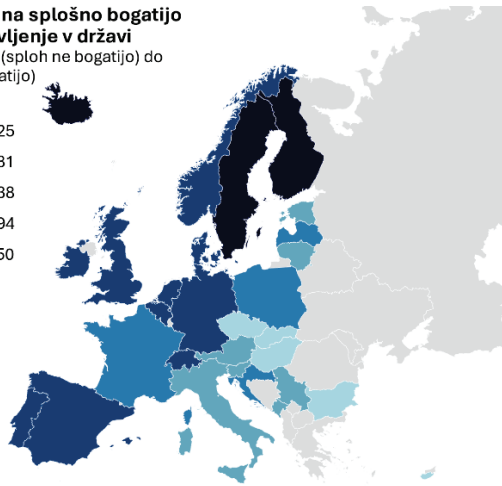 na splošno bogatijo
vljenje v državi
(sploh ne bogatijo) do
atijo)
25
31
38
94
50